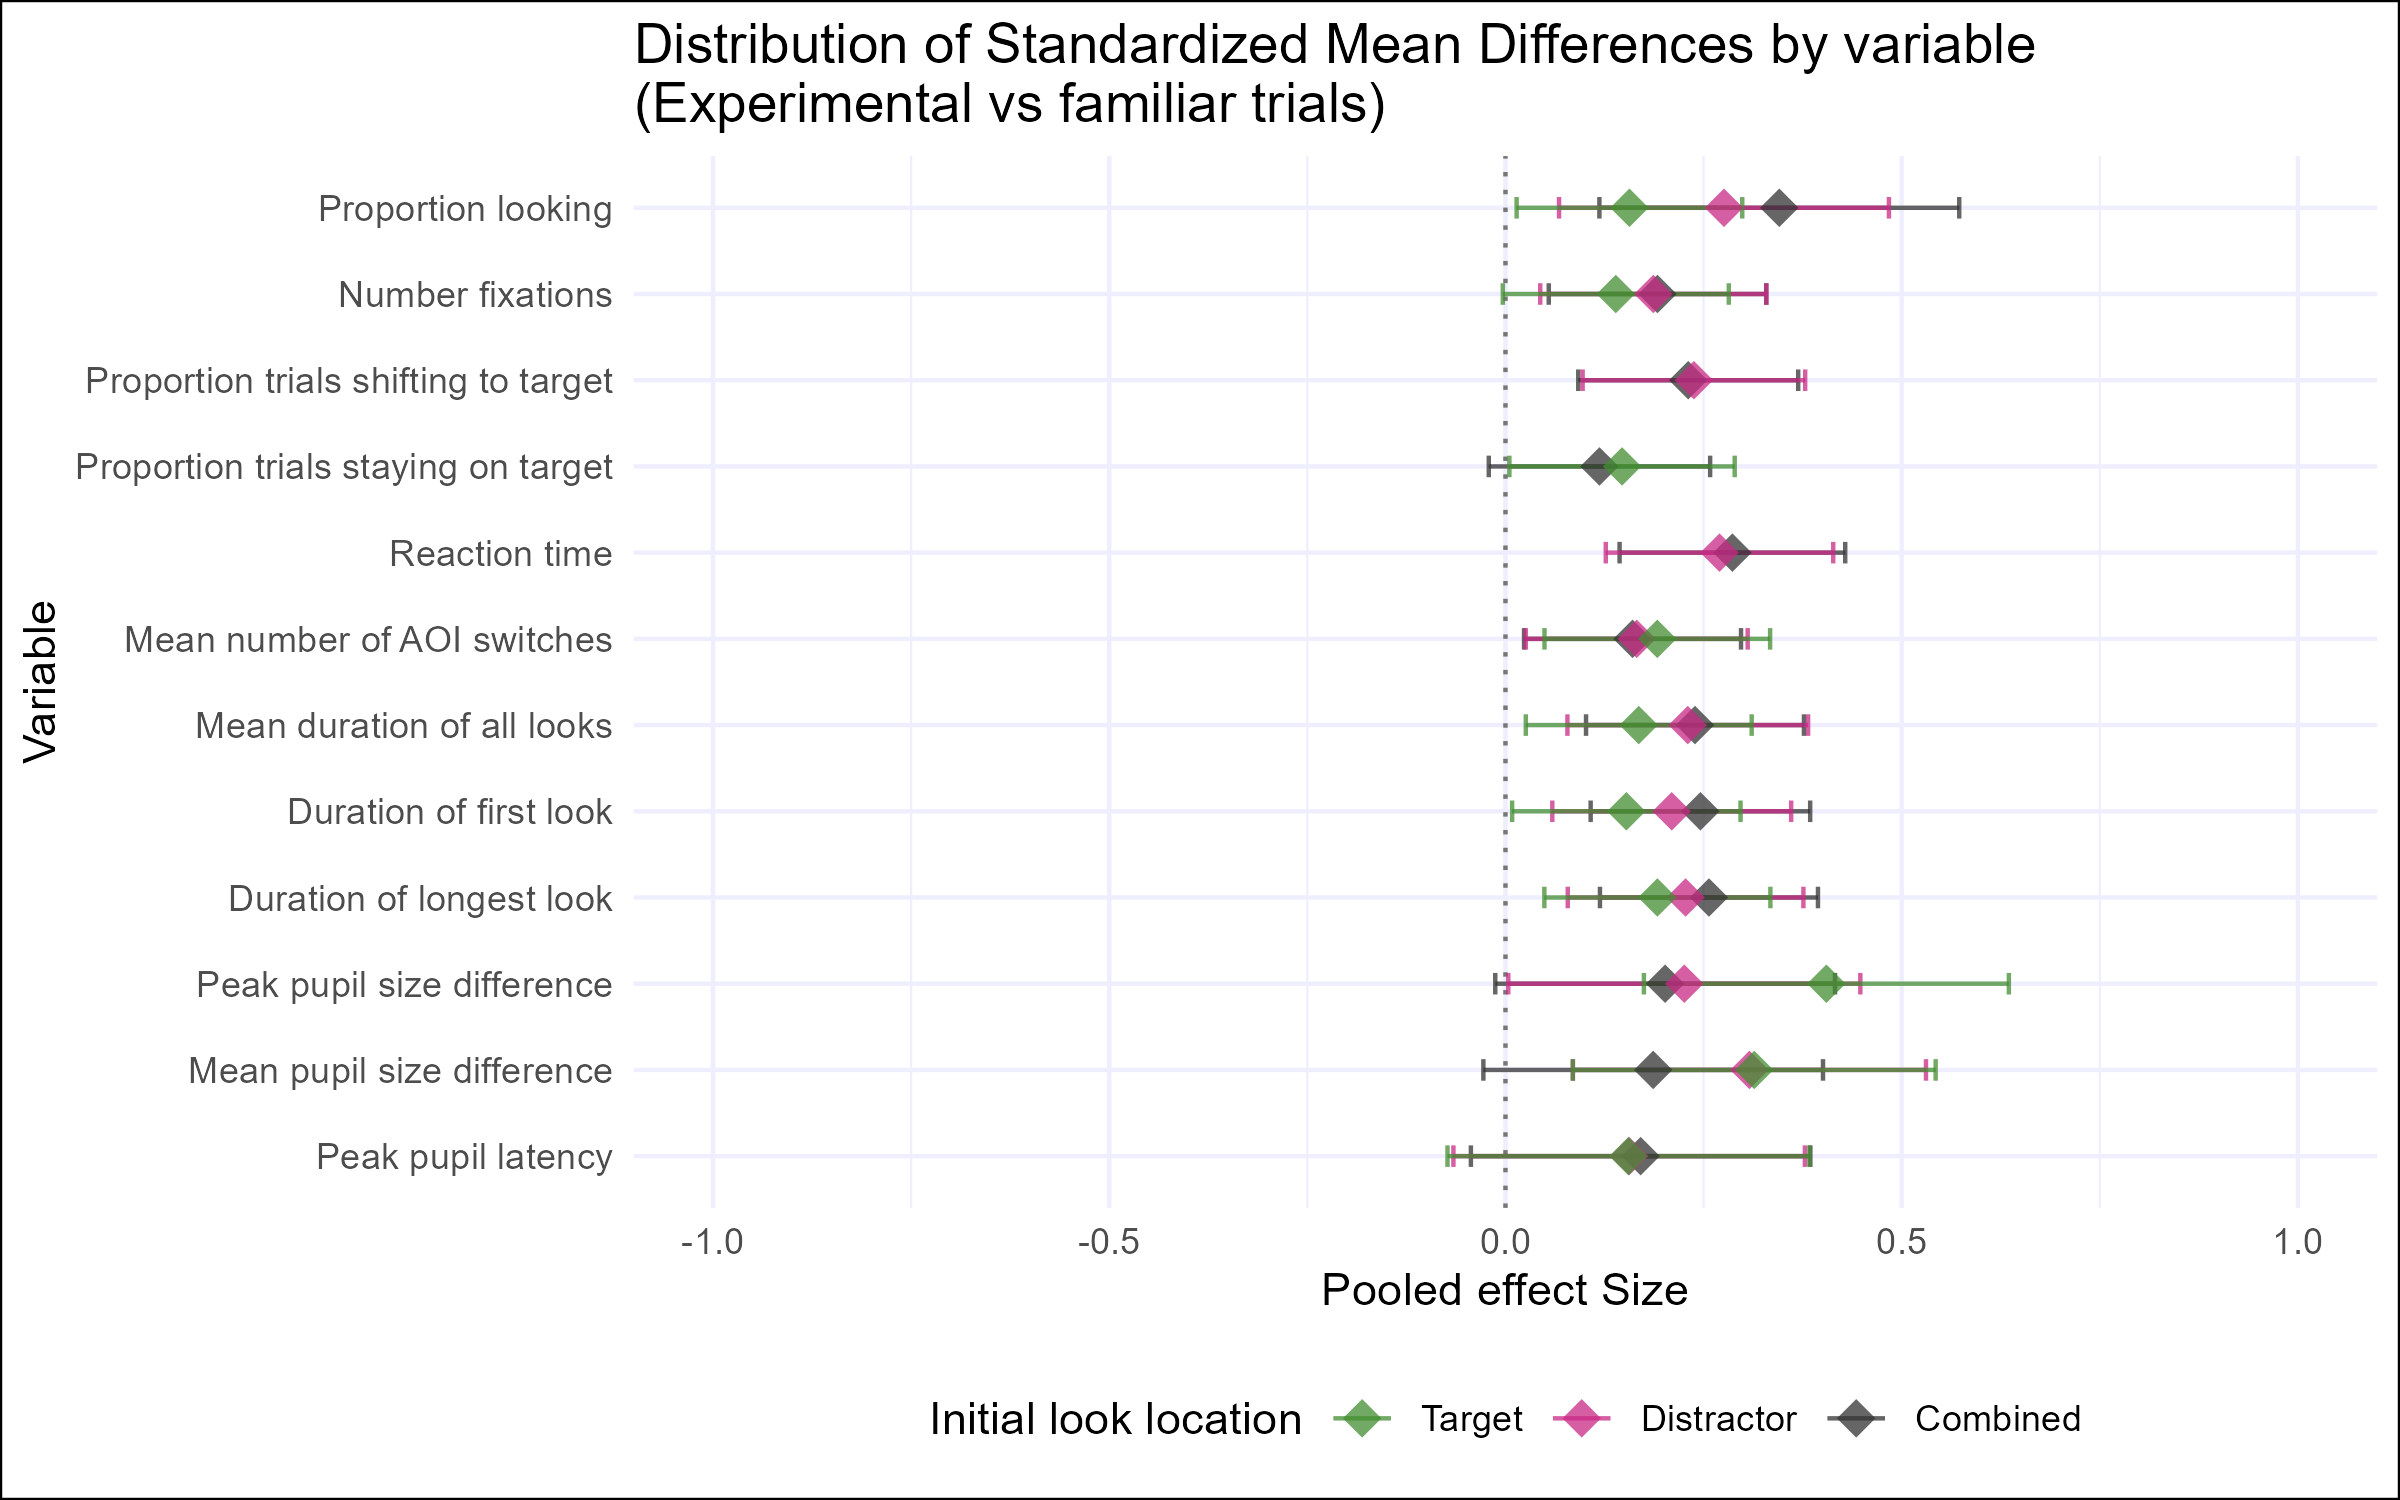 Distribution of Standardized Mean Differences by variable
(Experimental vs familiar trials)
Variable
Proportion looking
Number fixations
Proportion trials shifting to target
Proportion trials staying on target
Reaction time
Mean number of AOI switches
Mean duration of all looks
Duration of first look
Duration of longest look
Peak pupil size difference
Mean pupil size difference
Peak pupil latency
-1.0 -0.5 0.0 0.5 1.0
Pooled effect Size
Initial look location Target Distractor Combined